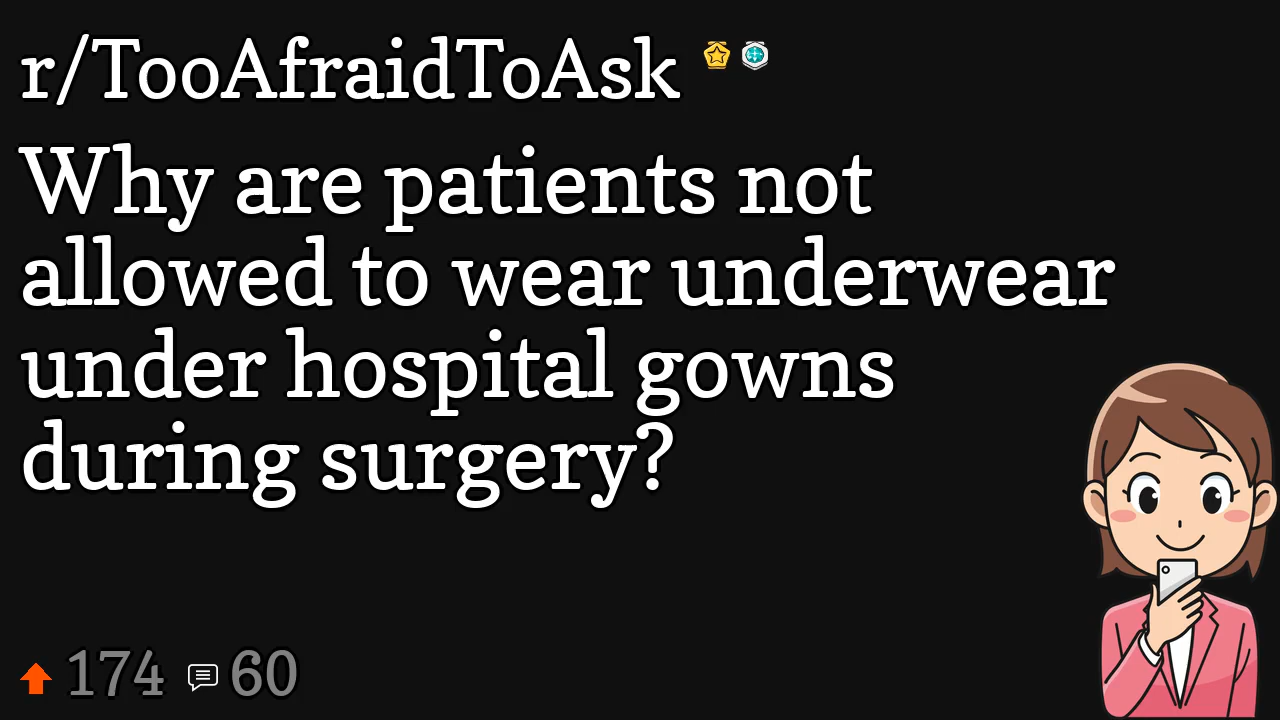 r/TooAfraidToAsk
Why are patients not
allowed to wear underwear
under hospital gowns
during surgery?
174 60